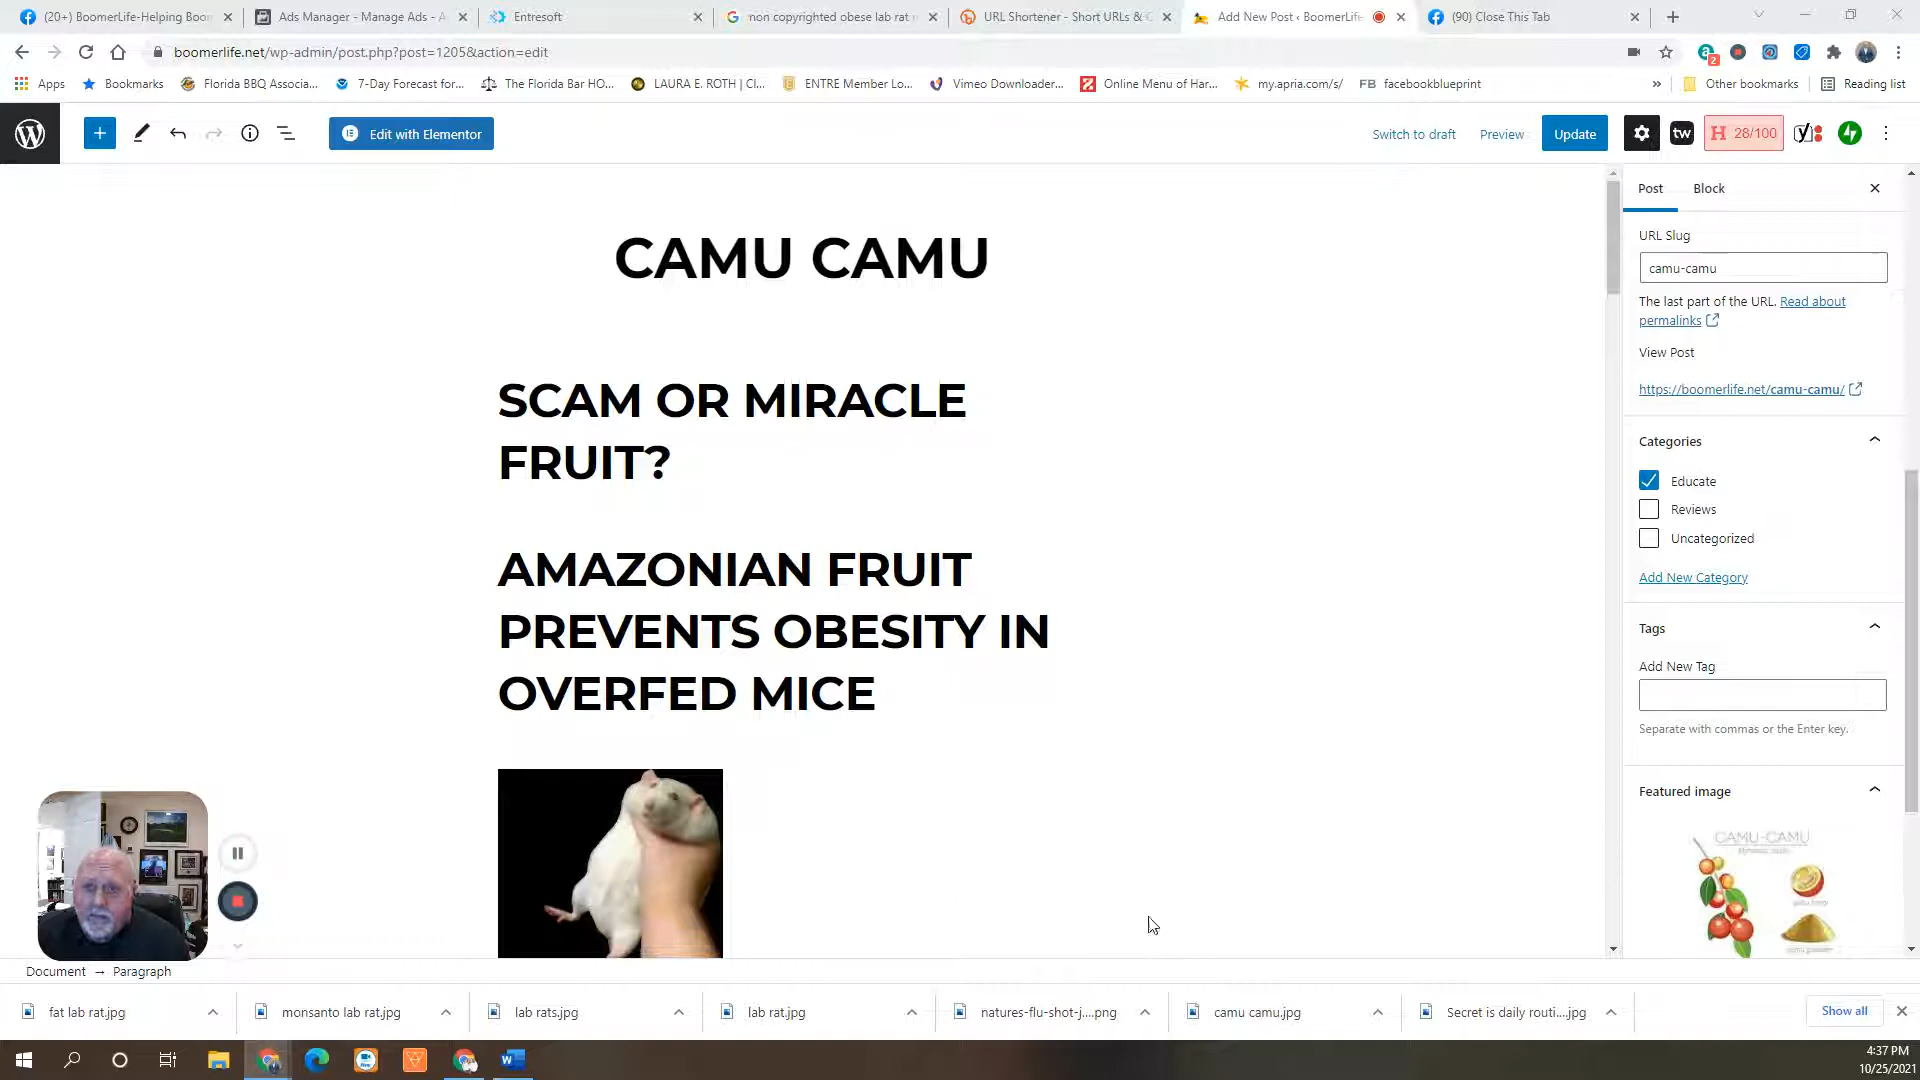 (20+) BoomerLife-Helping Boom
Ads Manager - Manage Ads - A
Entresoft
non copyrighted obese lab rat
URL Shortener - Short URLs & C
Add New Post ‹ BoomerLife
(90) Close This Tab
boomerlife.net/wp-admin/post.php?post=1205&action=edit
2
Apps
Bookmarks
Florida BBQ Associa...
7-Day Forecast for...
The Florida Bar HO...
LAURA E. ROTH | Cl...
ENTRE Member Lo...
Vimeo Downloader...
Online Menu of Har...
my.apria.com/s/
FB facebookblueprint
»
Other bookmarks
Reading list
Edit with Elementor
Switch to draft
Preview
Update
tw
H 28/100
CAMU CAMU
SCAM OR MIRACLE
FRUIT?
AMAZONIAN FRUIT
PREVENTS OBESITY IN
OVERFED MICE
Post
Block
URL Slug
camu-camu
The last part of the URL. Read about
permalinks
View Post
https://boomerlife.net/camu-camu/
Categories
Educate
Reviews
Uncategorized
Add New Category
Tags
Add New Tag
Separate with commas or the Enter key.
Featured image
CAMU-CAMU
Document → Paragraph
fat lab rat.jpg
monsanto lab rat.jpg
lab rats.jpg
lab rat.jpg
natures-flu-shot-j....png
camu camu.jpg
Secret is daily routi....jpg
Show all
4:37 PM
10/25/2021